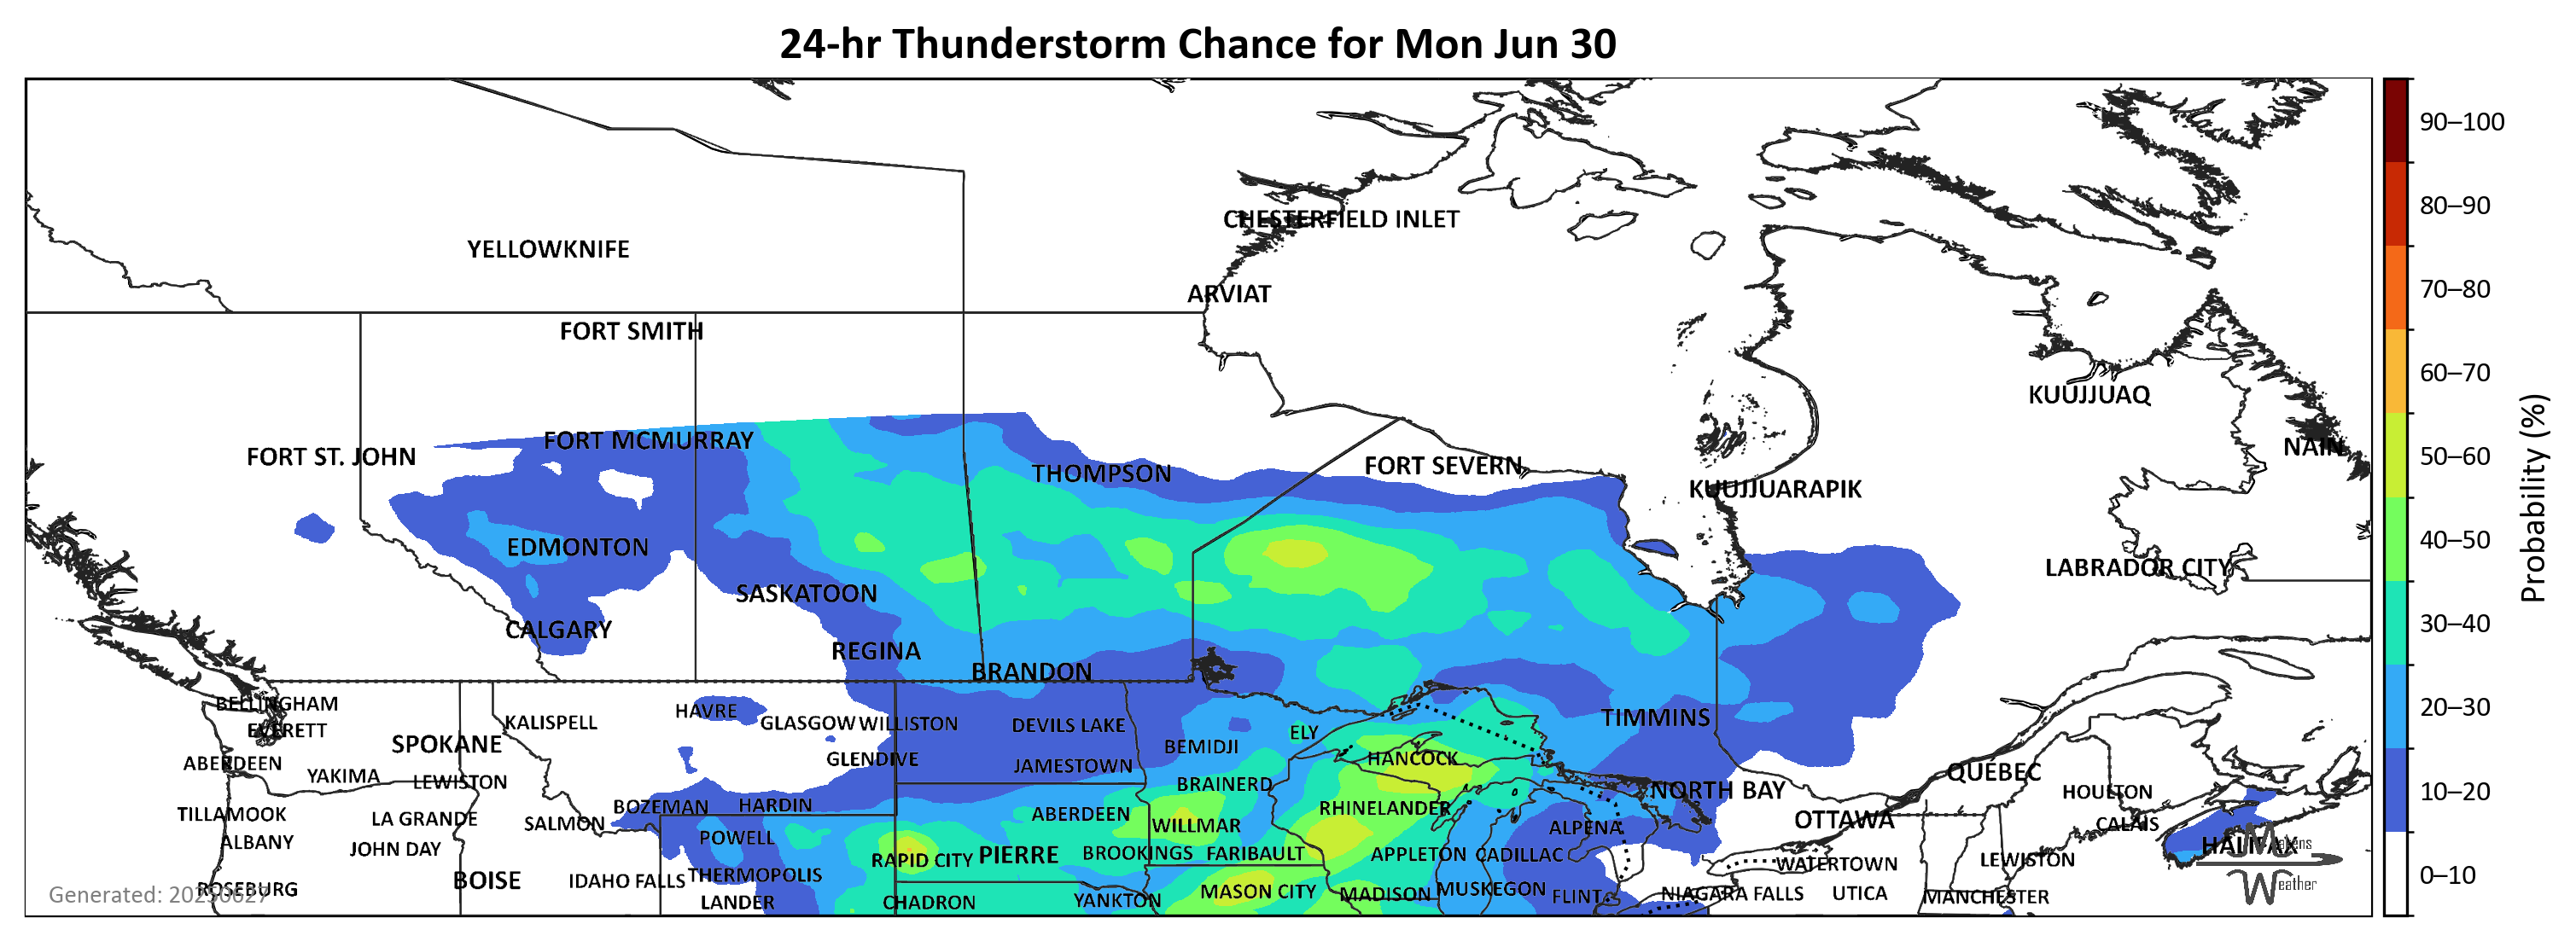 24-hr Thunderstorm Chance for Mon Jun 30
90–100
80–90
CHESTERFIELD INLET
YELLOWKNIFE
70–80
ARVIAT
FORT SMITH
60–70
KUUJJUAQ
FORT MCMURRAY
NAIN
50–60
FORT ST. JOHN
THOMPSON
FORT SEVERN
KUUJJUARAPIK
Probability (%)
40–50
EDMONTON
LABRADOR CITY
SASKATOON
30–40
CALGARY
REGINA
BRANDON
20–30
BELLINGHAM
HAVRE
KALISPELL
GLASGOW
WILLISTON
DEVILS LAKE
TIMMINS
EVERETT
ELY
SPOKANE
BEMIDJI
ABERDEEN
GLENDIVE
JAMESTOWN
HANCOCK
QUÉBEC
YAKIMA
LEWISTON
BRAINERD
NORTH BAY
HOULTON
10–20
BOZEMAN
HARDIN
RHINELANDER
TILLAMOOK
LA GRANDE
SALMON
ABERDEEN
WILLMAR
ALPENA
OTTAWA
CALAIS
ALBANY
JOHN DAY
POWELL
HALIFAX
Makens
RAPID CITY
PIERRE
BROOKINGS
FARIBAULT
APPLETON
CADILLAC
WATERTOWN
LEWISTON
0–10
BOISE
IDAHO FALLS
THERMOPOLIS
Weather
ROSEBURG
Generated: 20250627
LANDER
CHADRON
YANKTON
MASON CITY
MADISON
MUSKEGON
FLINT
NIAGARA FALLS
UTICA
MANCHESTER